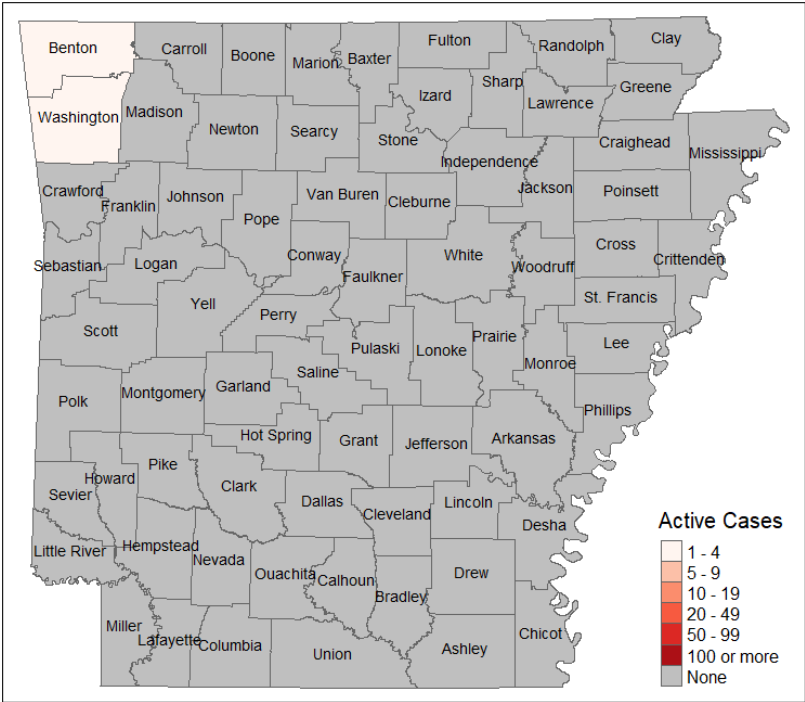 Benton
Carroll
Boone
Marion
Baxter
Fulton
Randolph
Clay
Izard
Sharp
Lawrence
Greene
Washington
Madison
Newton
Searcy
Stone
Independence
Craighead
Mississippi
Crawford
Franklin
Johnson
Pope
Van Buren
Cleburne
Jackson
Poinsett
Sebastian
Logan
Conway
Faulkner
White
Woodruff
Cross
Crittenden
Scott
Yell
Perry
Saline
Pulaski
Lonoke
Prairie
Monroe
St. Francis
Lee
Polk
Montgomery
Garland
Hot Spring
Grant
Jefferson
Arkansas
Phillips
Sevier
Howard
Pike
Clark
Dallas
Cleveland
Lincoln
Desha
Little River
Hempstead
Nevada
Ouachita
Calhoun
Bradley
Drew
Miller
Lafayette
Columbia
Union
Ashley
Chicot
Active Cases
1 - 4
5 - 9
10 - 19
20 - 49
50 - 99
100 or more
None